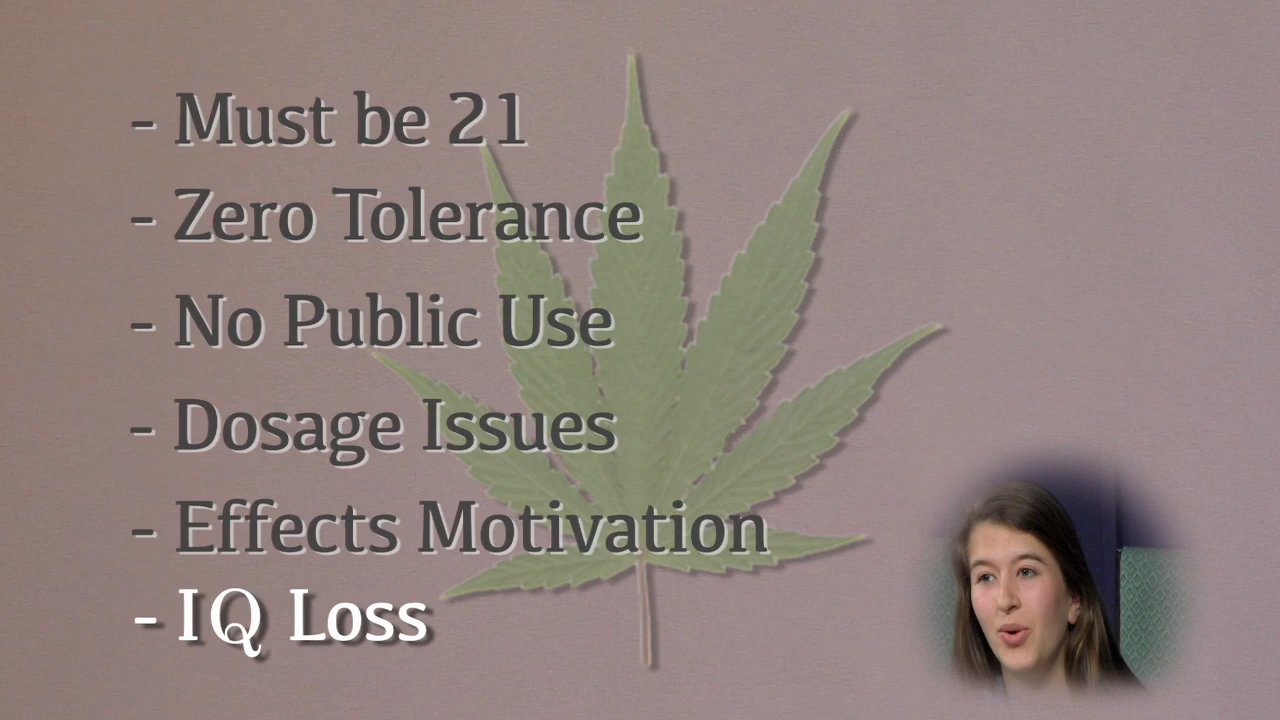 - Must be 21
- Zero Tolerance
- No Public Use
- Dosage Issues
- Effects Motivation
- IQ Loss